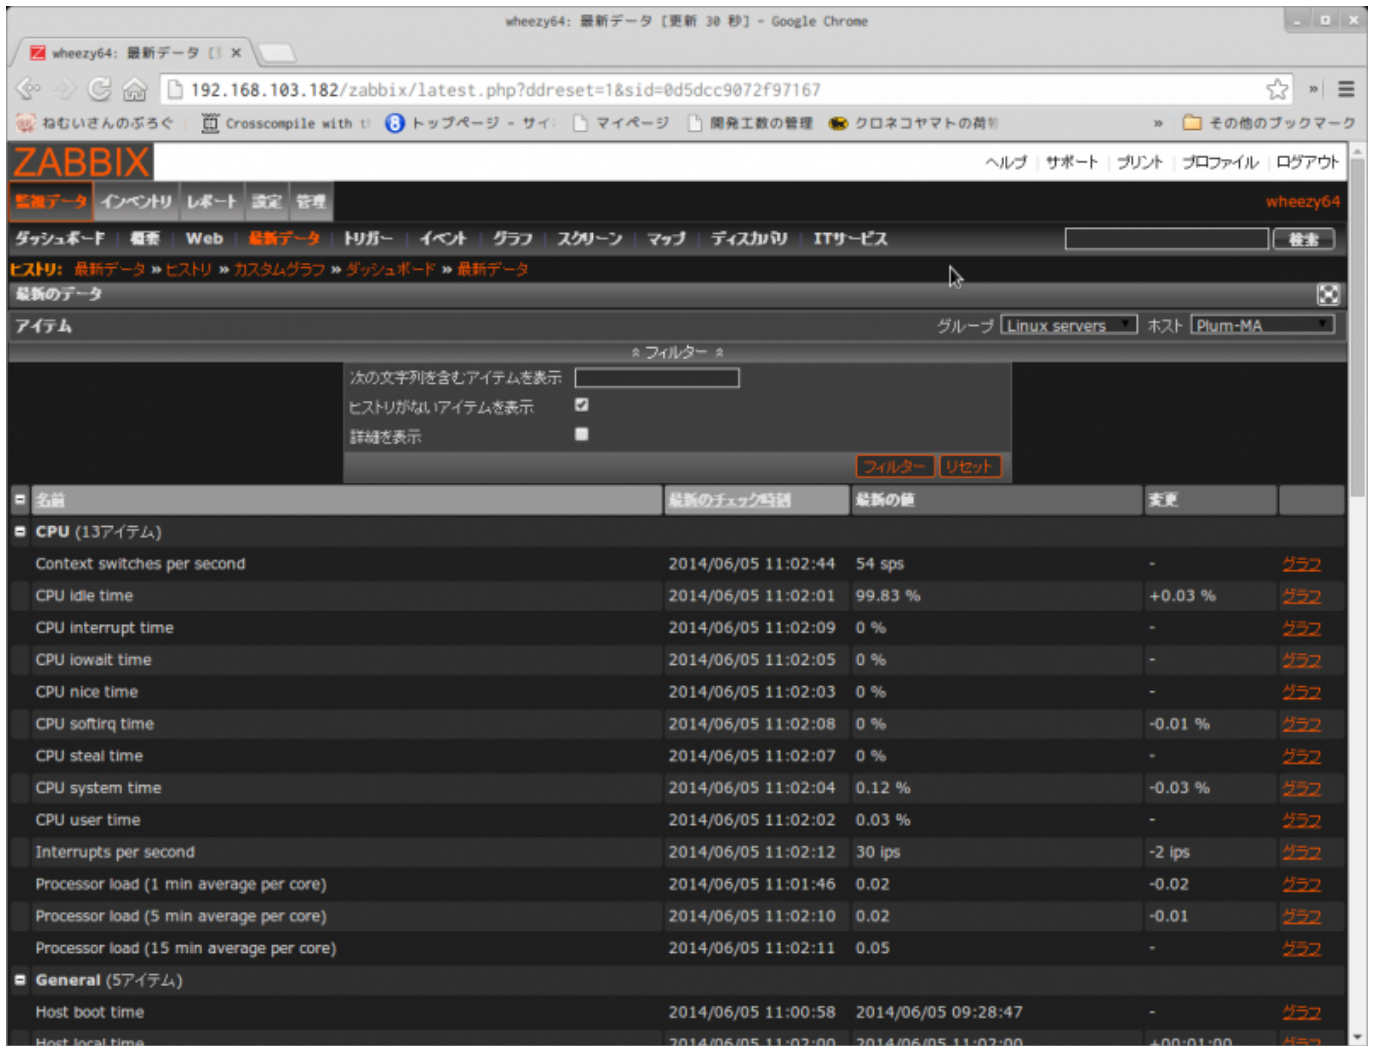 wheezy64: 最新データ [更新 30 秒] - Google Chrome
wheezy64: 最新データ [
192.168.103.182/zabbix/latest.php?ddreset=1&sid=0d5dcc9072f97167
ねむいさんのぶろぐ Crosscompile with トップページ - サイ マイページ 開発工数の管理 クロネコヤマトの荷 » その他のブックマーク
ZABBIX ヘルプ サポート プリント プロファイル ログアウト
監視データ インベントリ レポート 設定 管理 wheezy64
ダッシュボード 概要 Web 最新データ トリガー イベント グラフ スクリーン マップ ディスカバリ ITサービス 検索
ヒストリ: 最新データ » ヒストリ » カスタムグラフ » ダッシュボード » 最新データ
最新のデータ
アイテム グループ Linux servers ホスト Plum-MA
フィルター
次の文字列を含むアイテムを表示
ヒストリがないアイテムを表示
詳細を表示
フィルター リセット
名前 最新のチェック時刻 最新の値 変更
CPU (13アイテム)
Context switches per second 2014/06/05 11:02:44 54 sps - グラフ
CPU idle time 2014/06/05 11:02:01 99.83 % +0.03 % グラフ
CPU interrupt time 2014/06/05 11:02:09 0 % - グラフ
CPU iowait time 2014/06/05 11:02:05 0 % - グラフ
CPU nice time 2014/06/05 11:02:03 0 % - グラフ
CPU softirq time 2014/06/05 11:02:08 0 % -0.01 % グラフ
CPU steal time 2014/06/05 11:02:07 0 % - グラフ
CPU system time 2014/06/05 11:02:04 0.12 % -0.03 % グラフ
CPU user time 2014/06/05 11:02:02 0.03 % - グラフ
Interrupts per second 2014/06/05 11:02:12 30 ips -2 ips グラフ
Processor load (1 min average per core) 2014/06/05 11:01:46 0.02 -0.02 グラフ
Processor load (5 min average per core) 2014/06/05 11:02:10 0.02 -0.01 グラフ
Processor load (15 min average per core) 2014/06/05 11:02:11 0.05 - グラフ
General (5アイテム)
Host boot time 2014/06/05 11:00:58 2014/06/05 09:28:47 - グラフ
Host local time 2014/06/05 11:02:00 2014/06/05 11:02:00 +00:01:00 グラフ